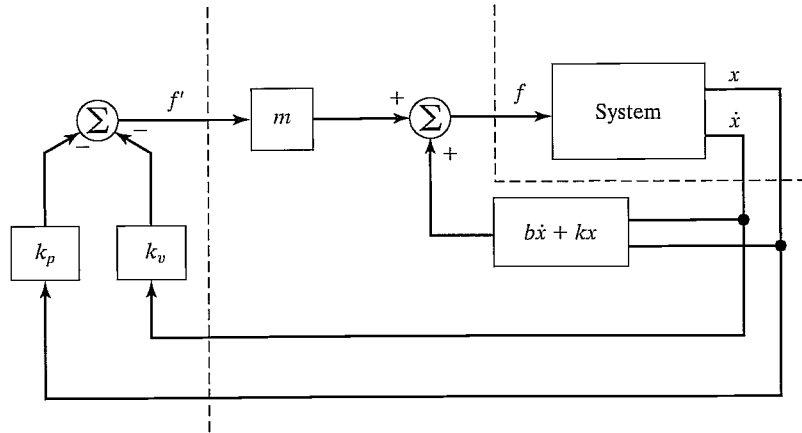 x
f
System
f'
+
m
Σ
Σ
ẋ
−
−
+
bẋ + kx
k_p
k_v